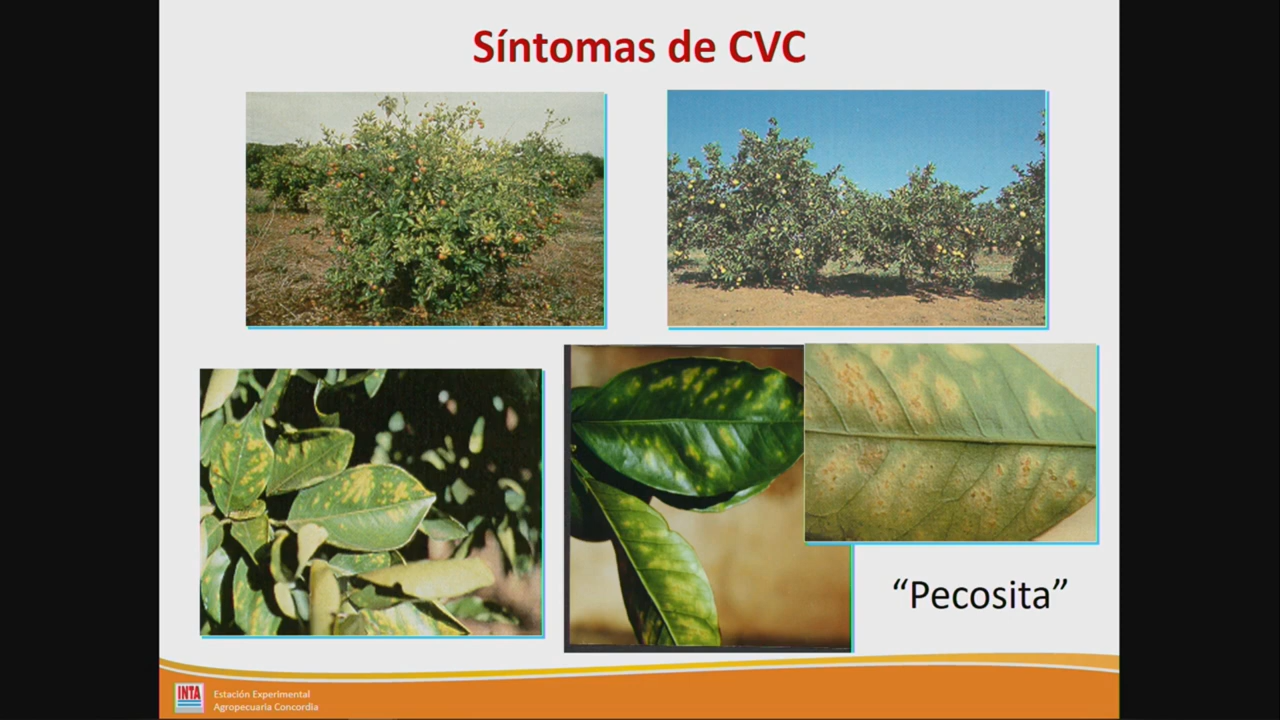 Síntomas de CVC
“Pecosita”
INTA
Estación Experimental
Agropecuaria Concordia